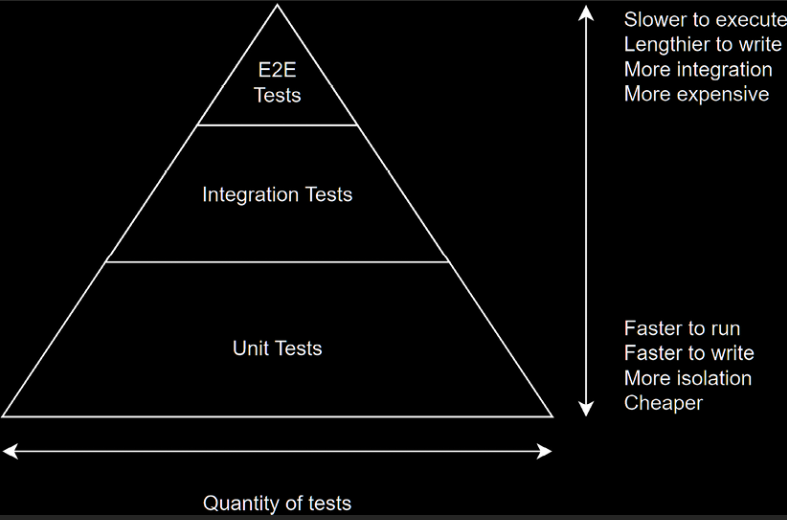 E2E
Tests
Integration Tests
Unit Tests
Quantity of tests
Slower to execute
Lengthier to write
More integration
More expensive
Faster to run
Faster to write
More isolation
Cheaper